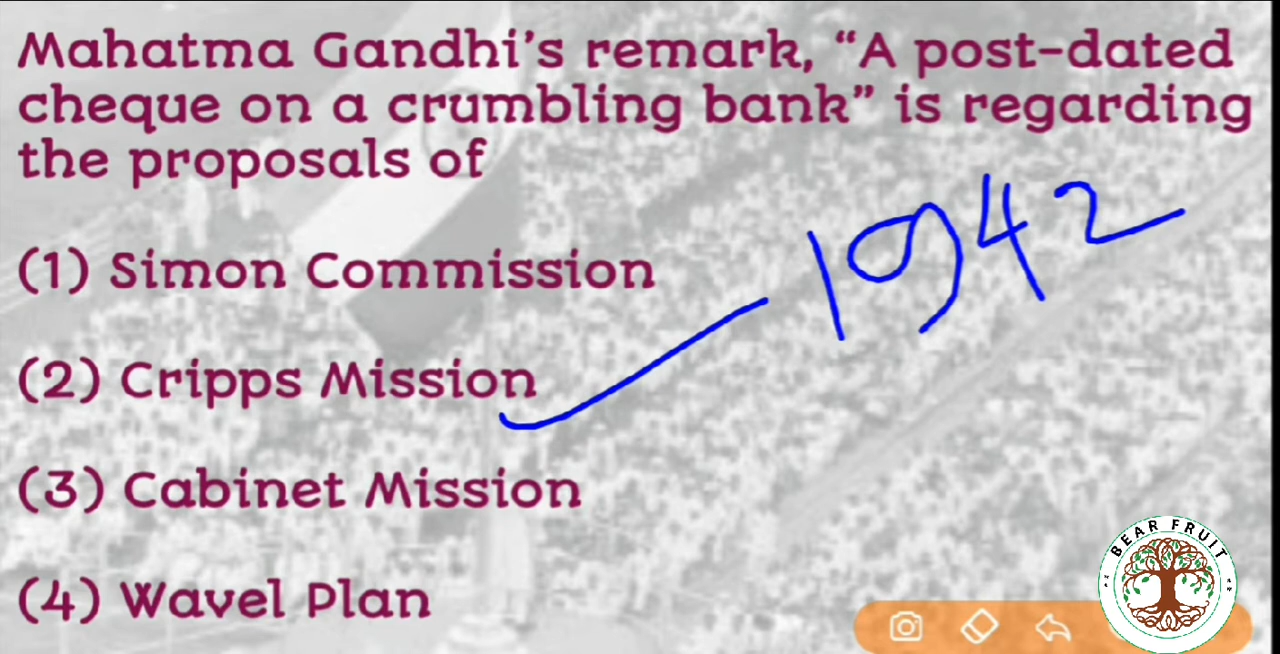 Mahatma Gandhi's remark, “A post-dated
cheque on a crumbling bank” is regarding
the proposals of
(1) Simon Commission
1942
(2) Cripps Mission
(3) Cabinet Mission
(4) Wavel Plan
BEAR FRUIT